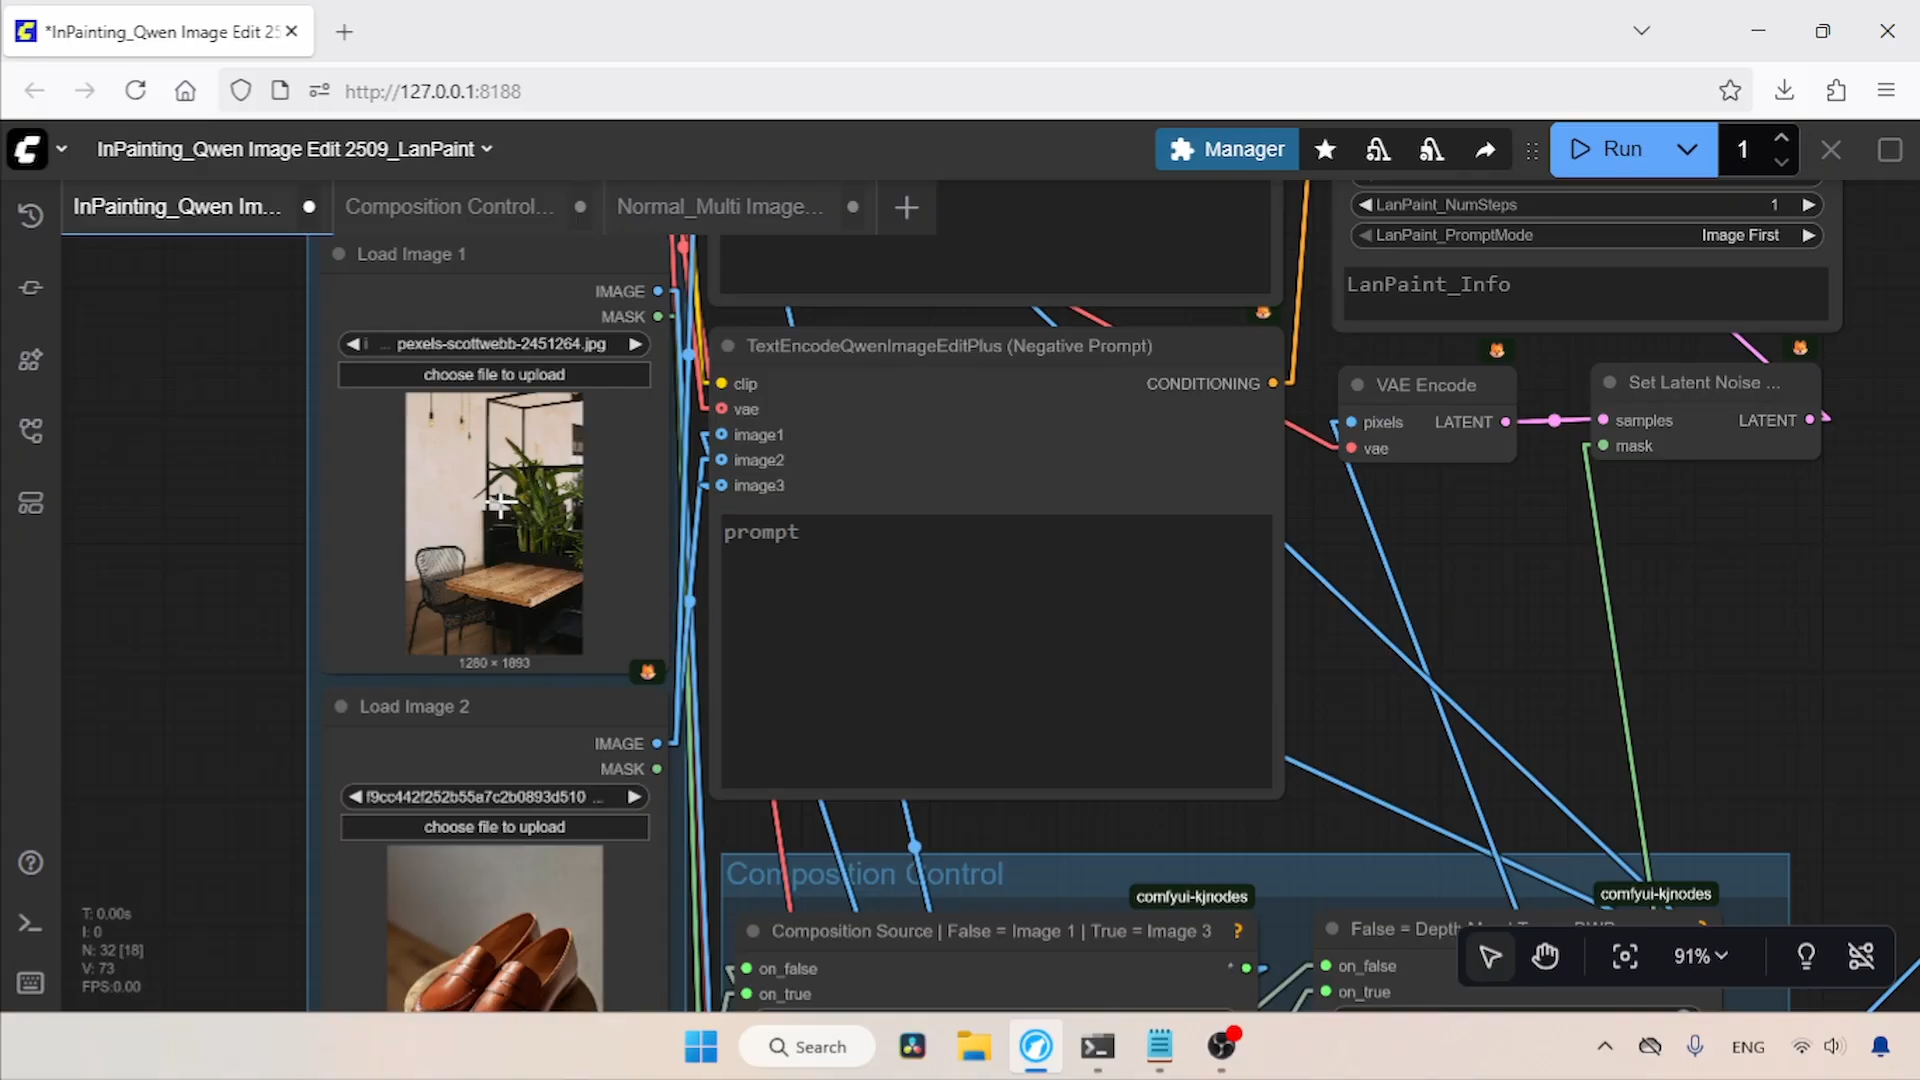 *InPainting_Qwen Image Edit 25
http://127.0.0.1:8188
InPainting_Qwen Image Edit 2509_LanPaint
Manager
Run
1
InPainting_Qwen Im...
Composition Control...
Normal_Multi Image...
LanPaint_NumSteps 1
LanPaint_PromptMode Image First
LanPaint_Info
Load Image 1
IMAGE
MASK
pexels-scottwebb-2451264.jpg
choose file to upload
1280 × 1893
TextEncodeQwenImageEditPlus (Negative Prompt)
clip
CONDITIONING
vae
image1
image2
image3
prompt
VAE Encode
pixels
LATENT
vae
Set Latent Noise ...
samples
LATENT
mask
Load Image 2
IMAGE
MASK
f9cc442f252b55a7c2b0893d510 ...
choose file to upload
Composition Control
comfyui-kjnodes
Composition Source | False = Image 1 | True = Image 3
on_false
on_true
comfyui-kjnodes
on_false
on_true
91%
T: 0.00s
I: 0
N: 32 [18]
V: 73
FPS:0.00
Search
ENG